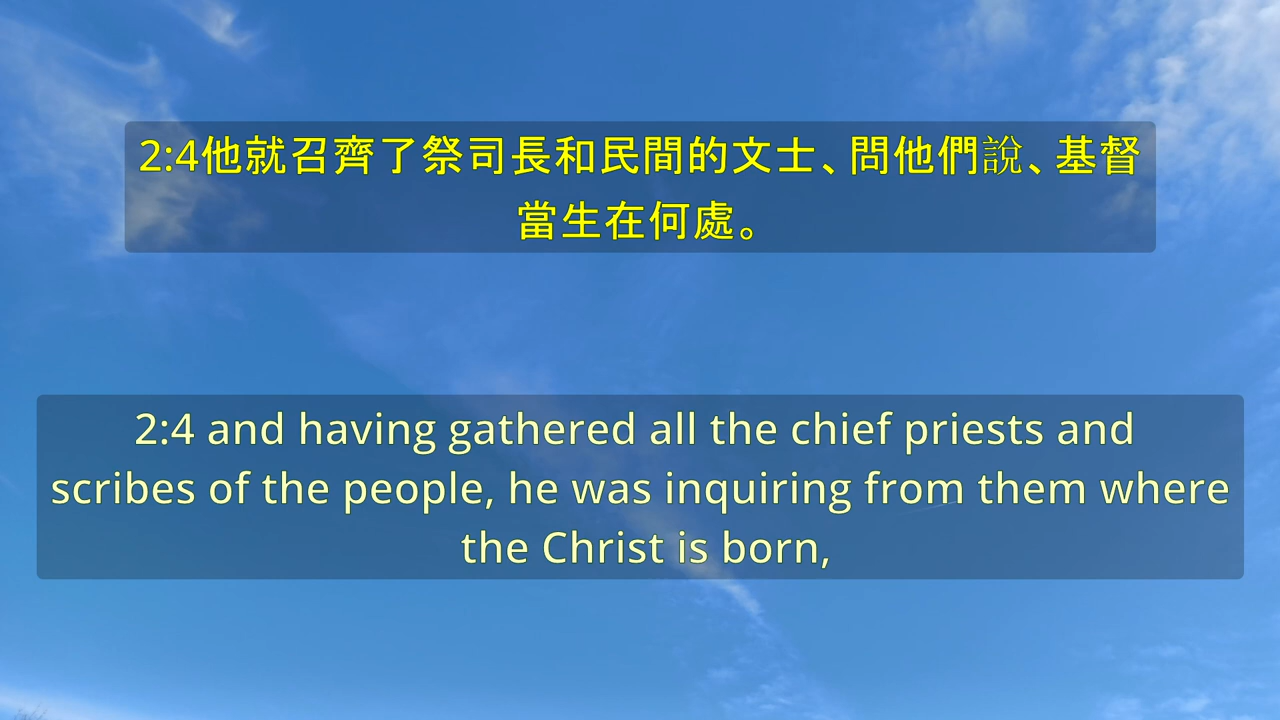 2:4他就召齊了祭司長和民間的文士、問他們說、基督
當生在何處。
2:4 and having gathered all the chief priests and
scribes of the people, he was inquiring from them where
the Christ is born,